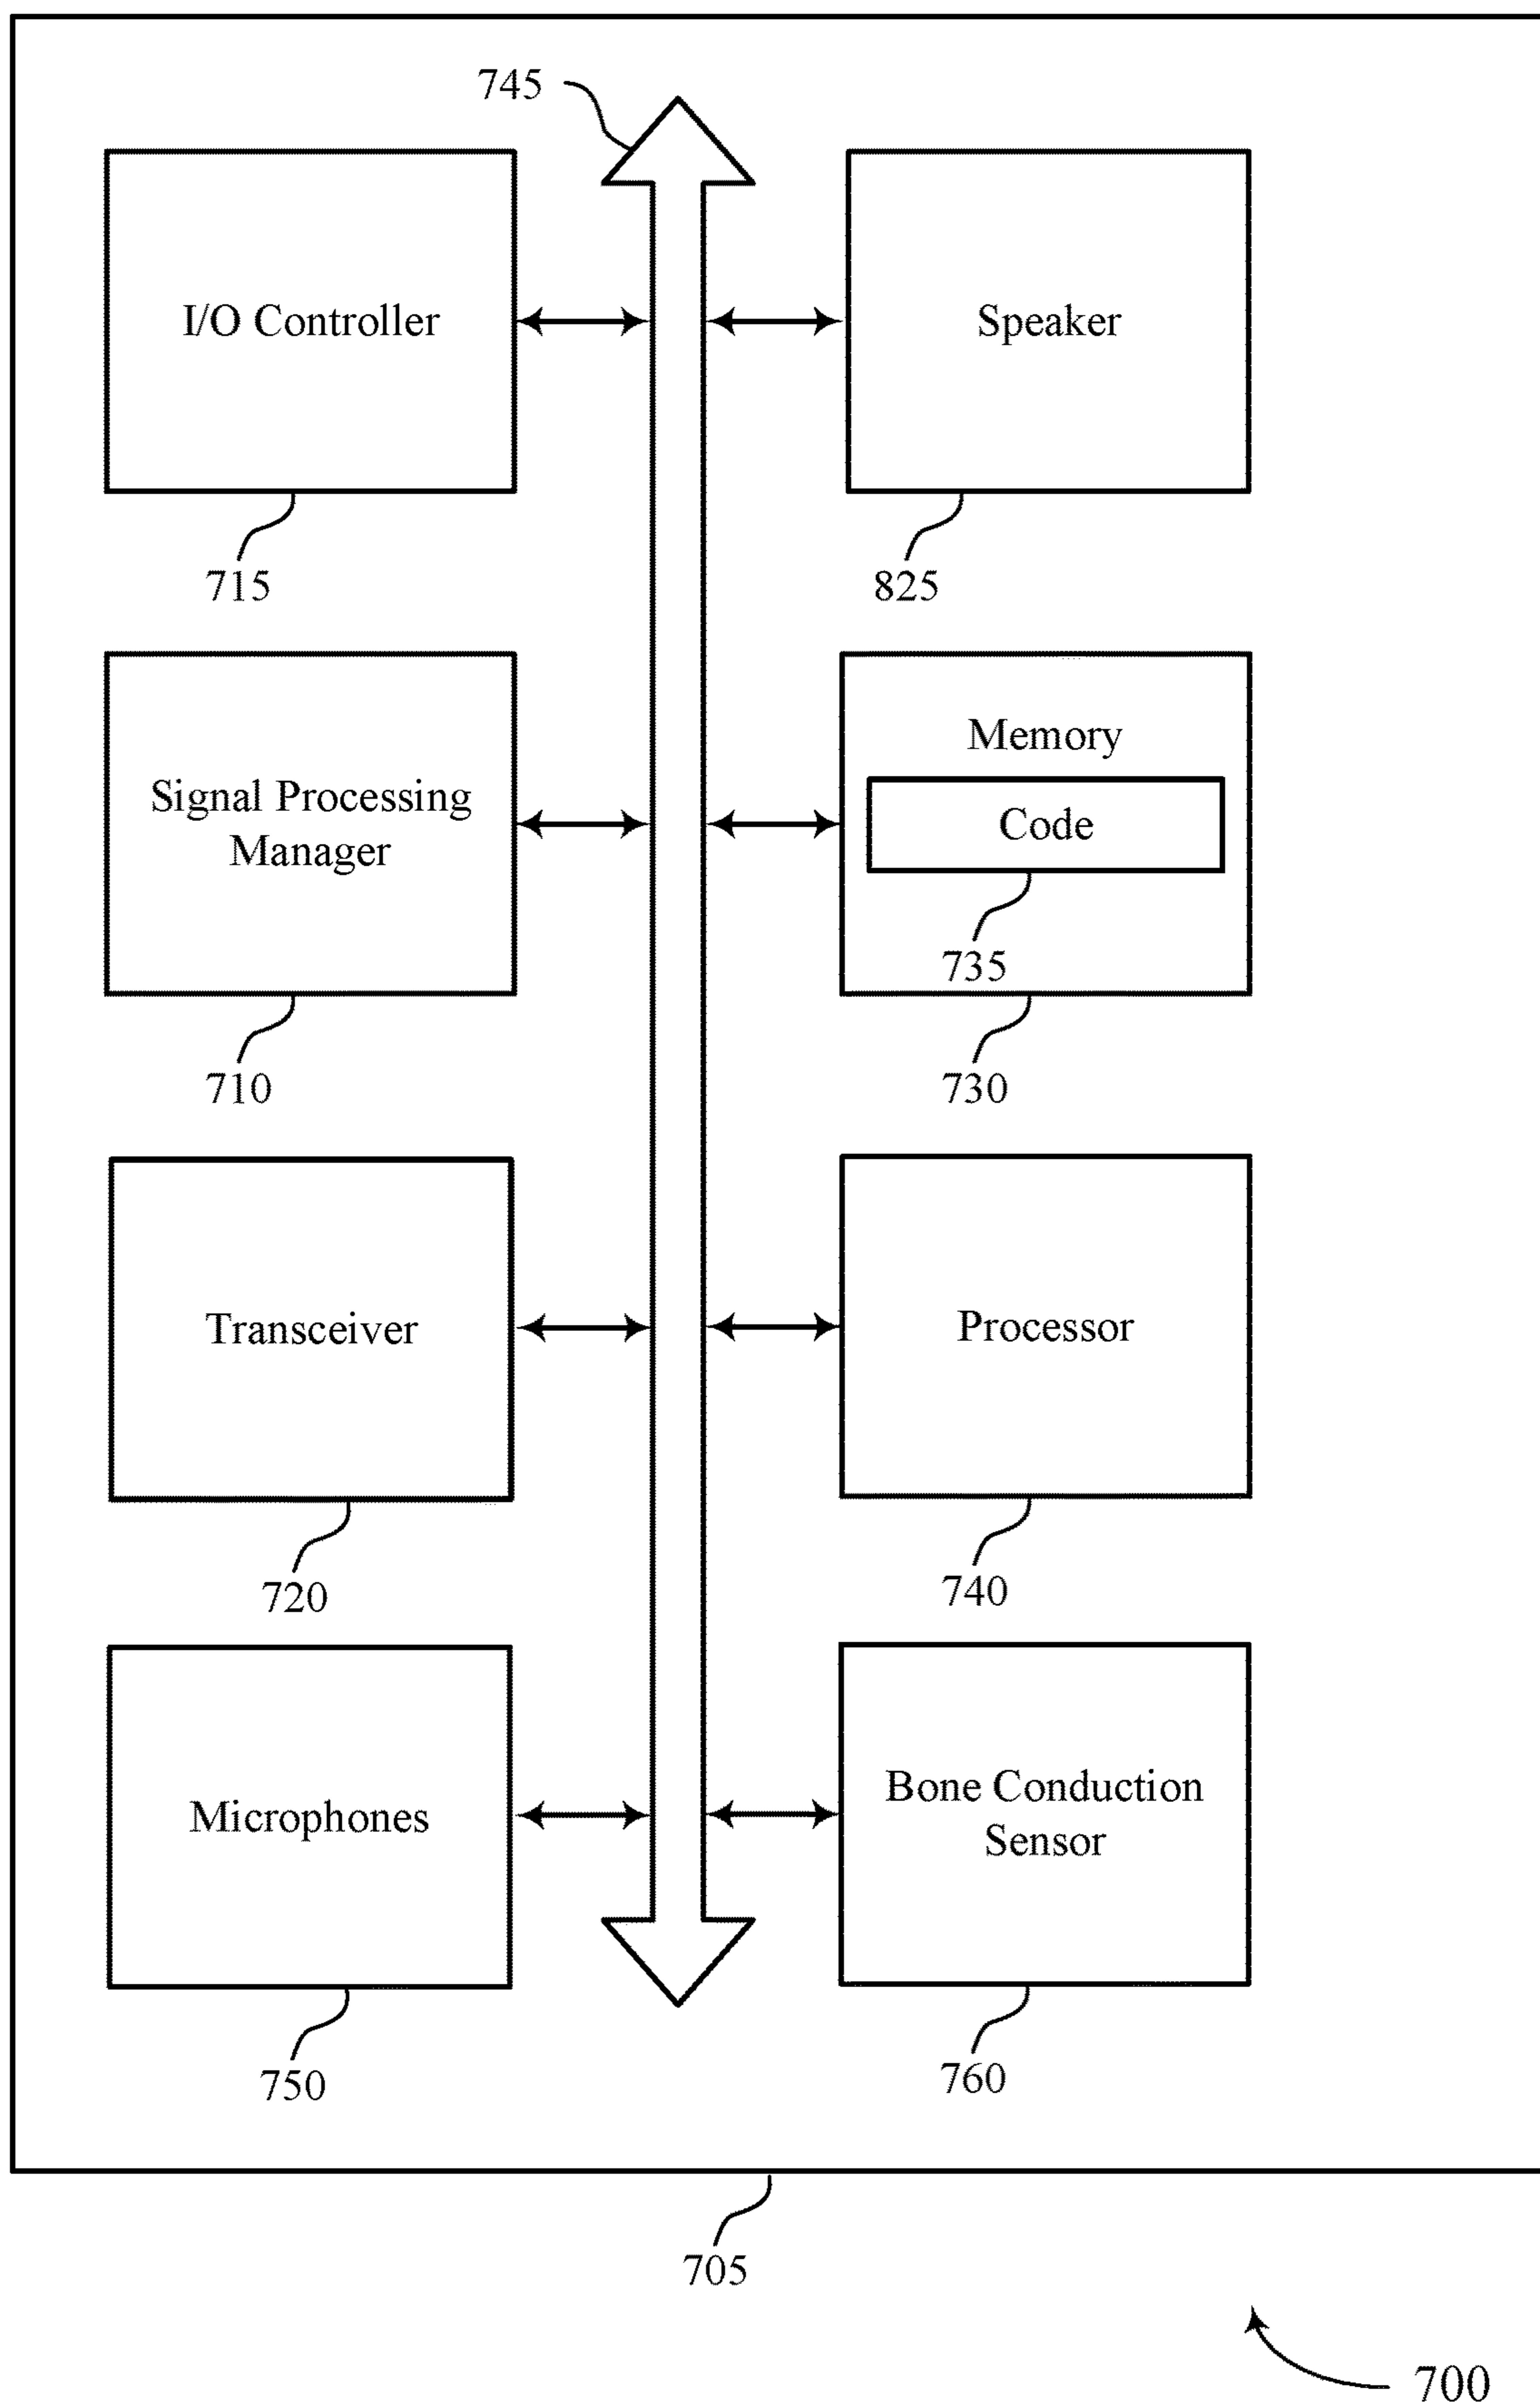 745
I/O Controller
Speaker
715
825
Signal Processing
Manager
Memory
Code
735
710
730
Transceiver
Processor
720
740
Microphones
Bone Conduction
Sensor
750
760
705
700